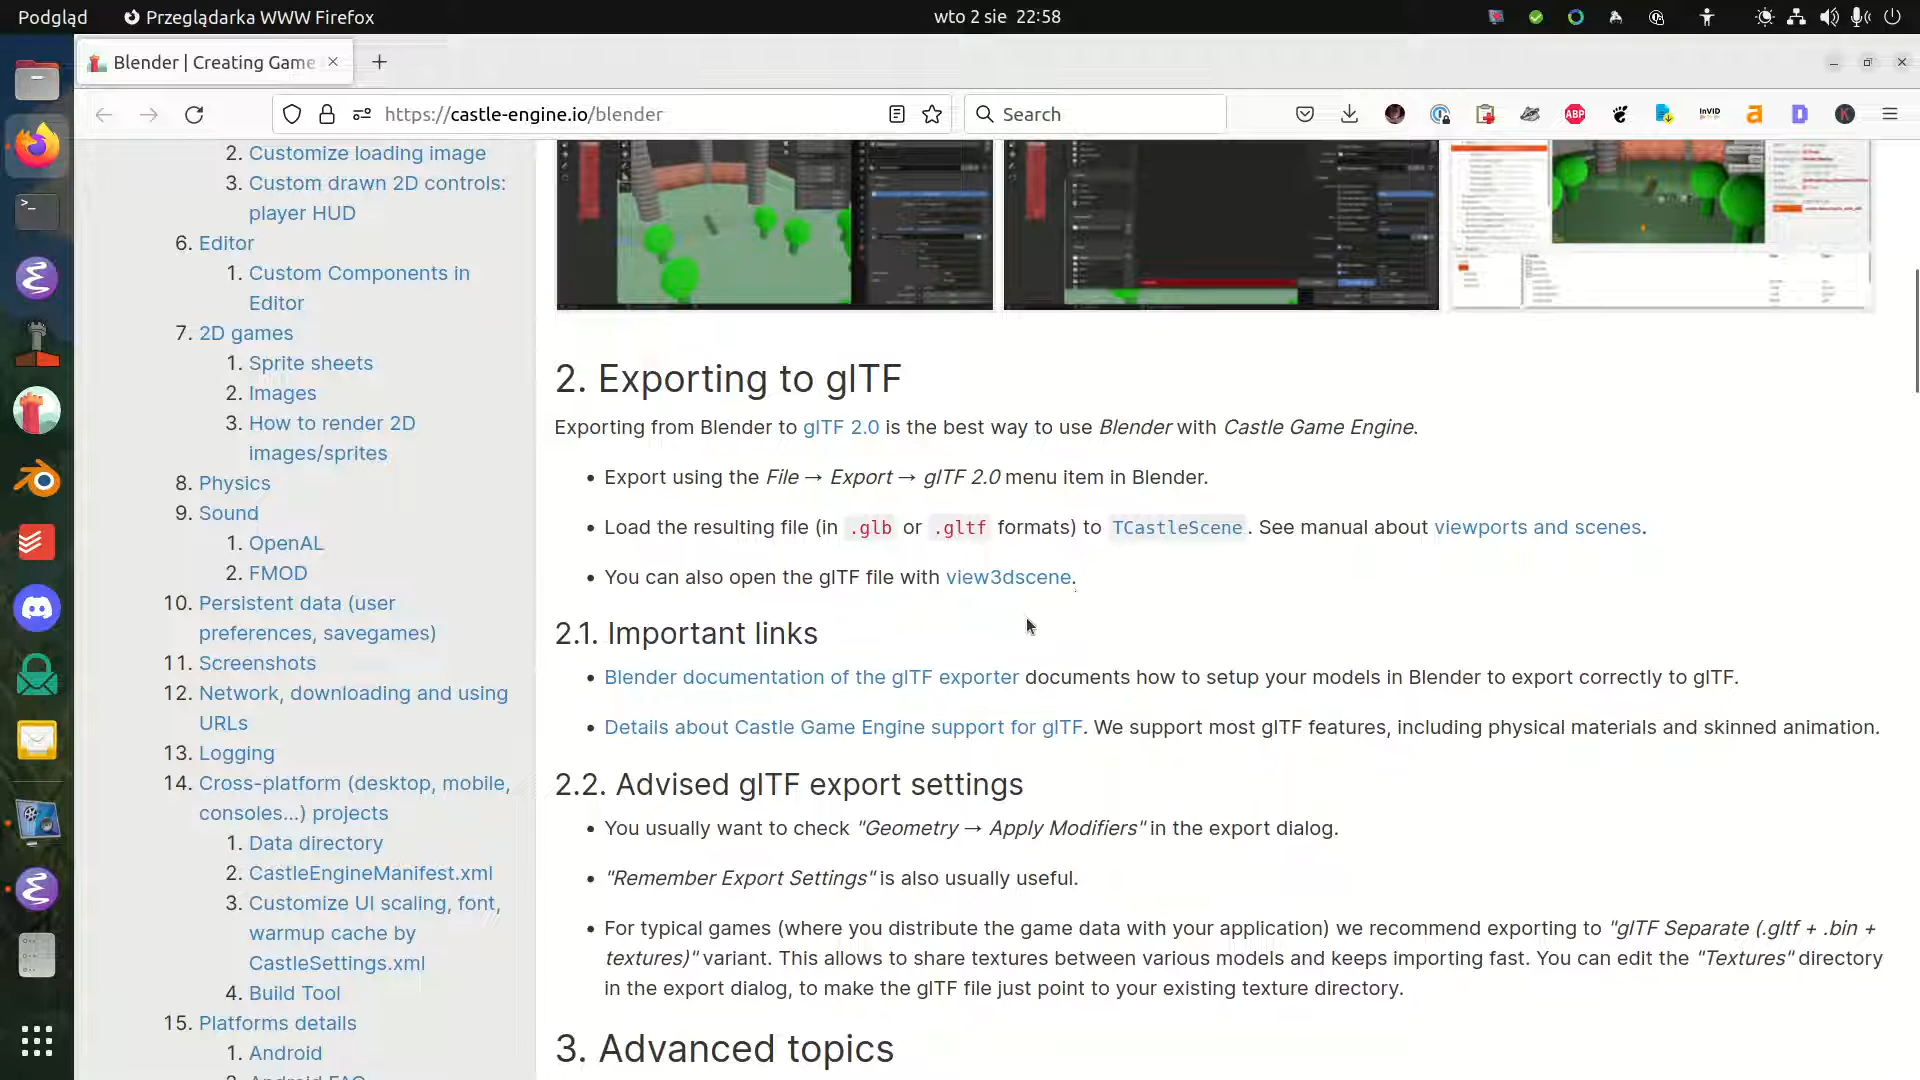 Podgląd
Przeglądarka WWW Firefox
wto 2 sie 22:58
Blender | Creating Game
https://castle-engine.io/blender
Search
ABP
InVID
2. Customize loading image
3. Custom drawn 2D controls:
player HUD
6. Editor
1. Custom Components in
Editor
7. 2D games
1. Sprite sheets
2. Images
3. How to render 2D
images/sprites
8. Physics
9. Sound
1. OpenAL
2. FMOD
10. Persistent data (user
preferences, savegames)
11. Screenshots
12. Network, downloading and using
URLs
13. Logging
14. Cross-platform (desktop, mobile,
consoles...) projects
1. Data directory
2. CastleEngineManifest.xml
3. Customize UI scaling, font,
warmup cache by
CastleSettings.xml
4. Build Tool
15. Platforms details
1. Android
2. Android FAQ
2. Exporting to glTF
Exporting from Blender to glTF 2.0 is the best way to use Blender with Castle Game Engine.
• Export using the File → Export → glTF 2.0 menu item in Blender.
• Load the resulting file (in .glb or .gltf formats) to TCastleScene. See manual about viewports and scenes.
• You can also open the glTF file with view3dscene.
2.1. Important links
• Blender documentation of the glTF exporter documents how to setup your models in Blender to export correctly to glTF.
• Details about Castle Game Engine support for glTF. We support most glTF features, including physical materials and skinned animation.
2.2. Advised glTF export settings
• You usually want to check "Geometry → Apply Modifiers" in the export dialog.
• "Remember Export Settings" is also usually useful.
• For typical games (where you distribute the game data with your application) we recommend exporting to "glTF Separate (.gltf + .bin +
textures)" variant. This allows to share textures between various models and keeps importing fast. You can edit the "Textures" directory
in the export dialog, to make the glTF file just point to your existing texture directory.
3. Advanced topics